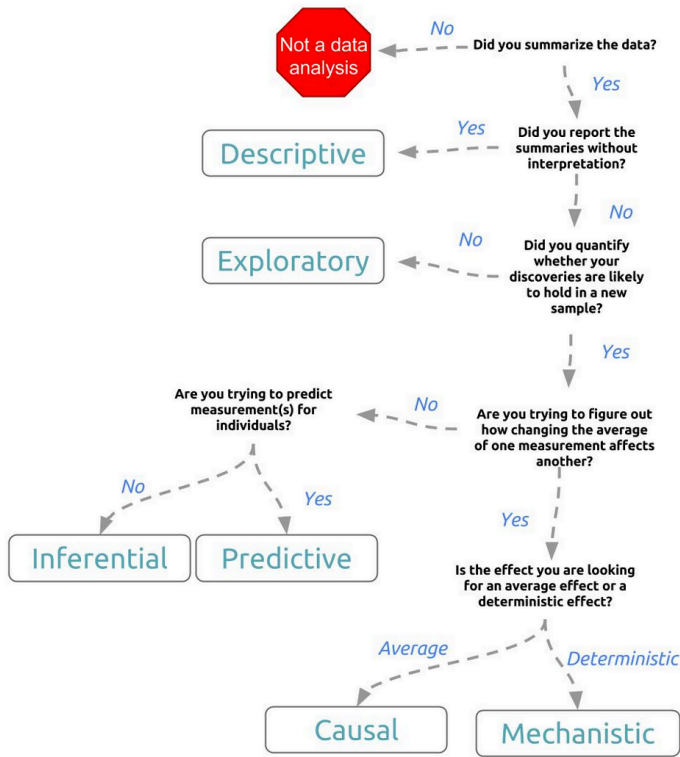 Not a data
analysis
No
Did you summarize the data?
Yes
Descriptive
Yes
Did you report the
summaries without
interpretation?
No
Exploratory
No
Did you quantify
whether your
discoveries are likely
to hold in a new
sample?
Yes
Are you trying to predict
measurement(s) for
individuals?
No
Are you trying to figure out
how changing the average
of one measurement affects
another?
No
Yes
Inferential
Predictive
Yes
Is the effect you are looking
for an average effect or a
deterministic effect?
Average
Deterministic
Causal
Mechanistic